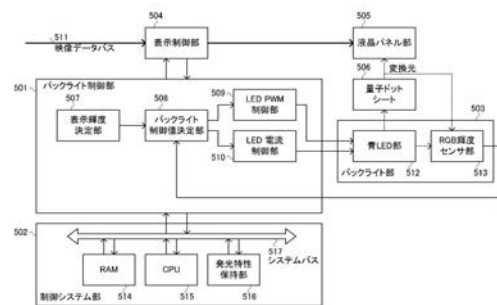 504
表示制御部
505
液晶パネル部
511
映像データバス
変換光
506
量子ドット
シート
501
バックライト制御部
507
表示輝度
決定部
508
バックライト
制御値決定部
509
LED PWM
制御部
LED 電流
制御部
510
503
青LED部
RGB輝度
センサ部
バックライト部
512
513
502
517
システムバス
RAM
CPU
発光特性
保持部
制御システム部
514
515
516